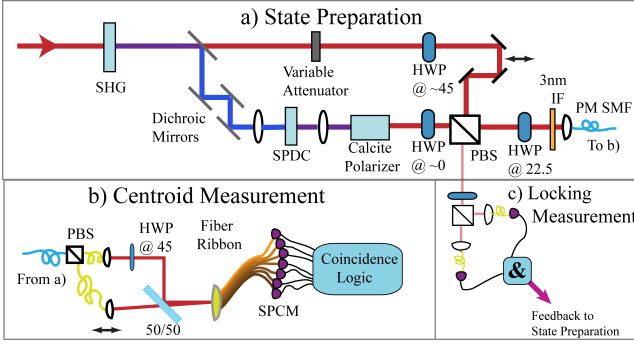 a) State Preparation
SHG
Variable
Attenuator
HWP
@ ~45
3nm
IF
PM SMF
To b)
Dichroic
Mirrors
SPDC
Calcite
Polarizer
HWP
@ ~0
PBS
HWP
@ 22.5
b) Centroid Measurement
PBS
HWP
@ 45
Fiber
Ribbon
From a)
50/50
SPCM
Coincidence
Logic
c) Locking
Measurement
&
Feedback to
State Preparation